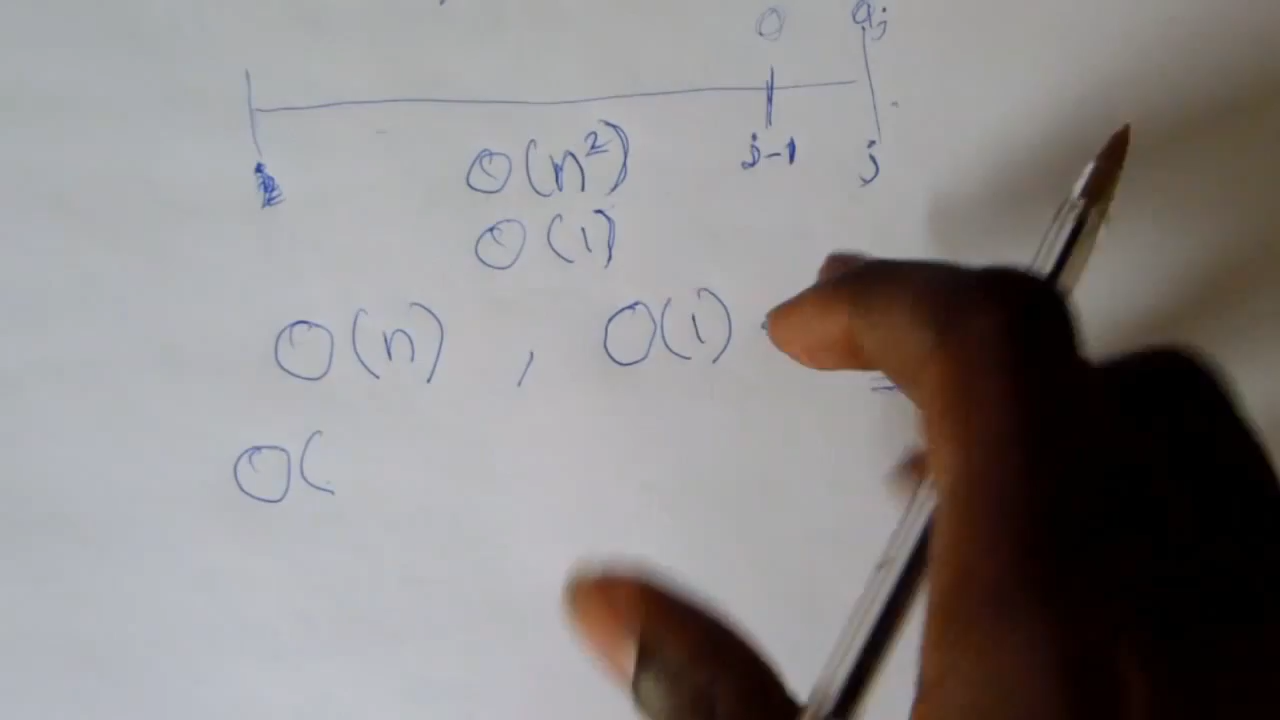 0 aj
j-1 j
O(n²)
O(1)
O(n) , O(1)
O(